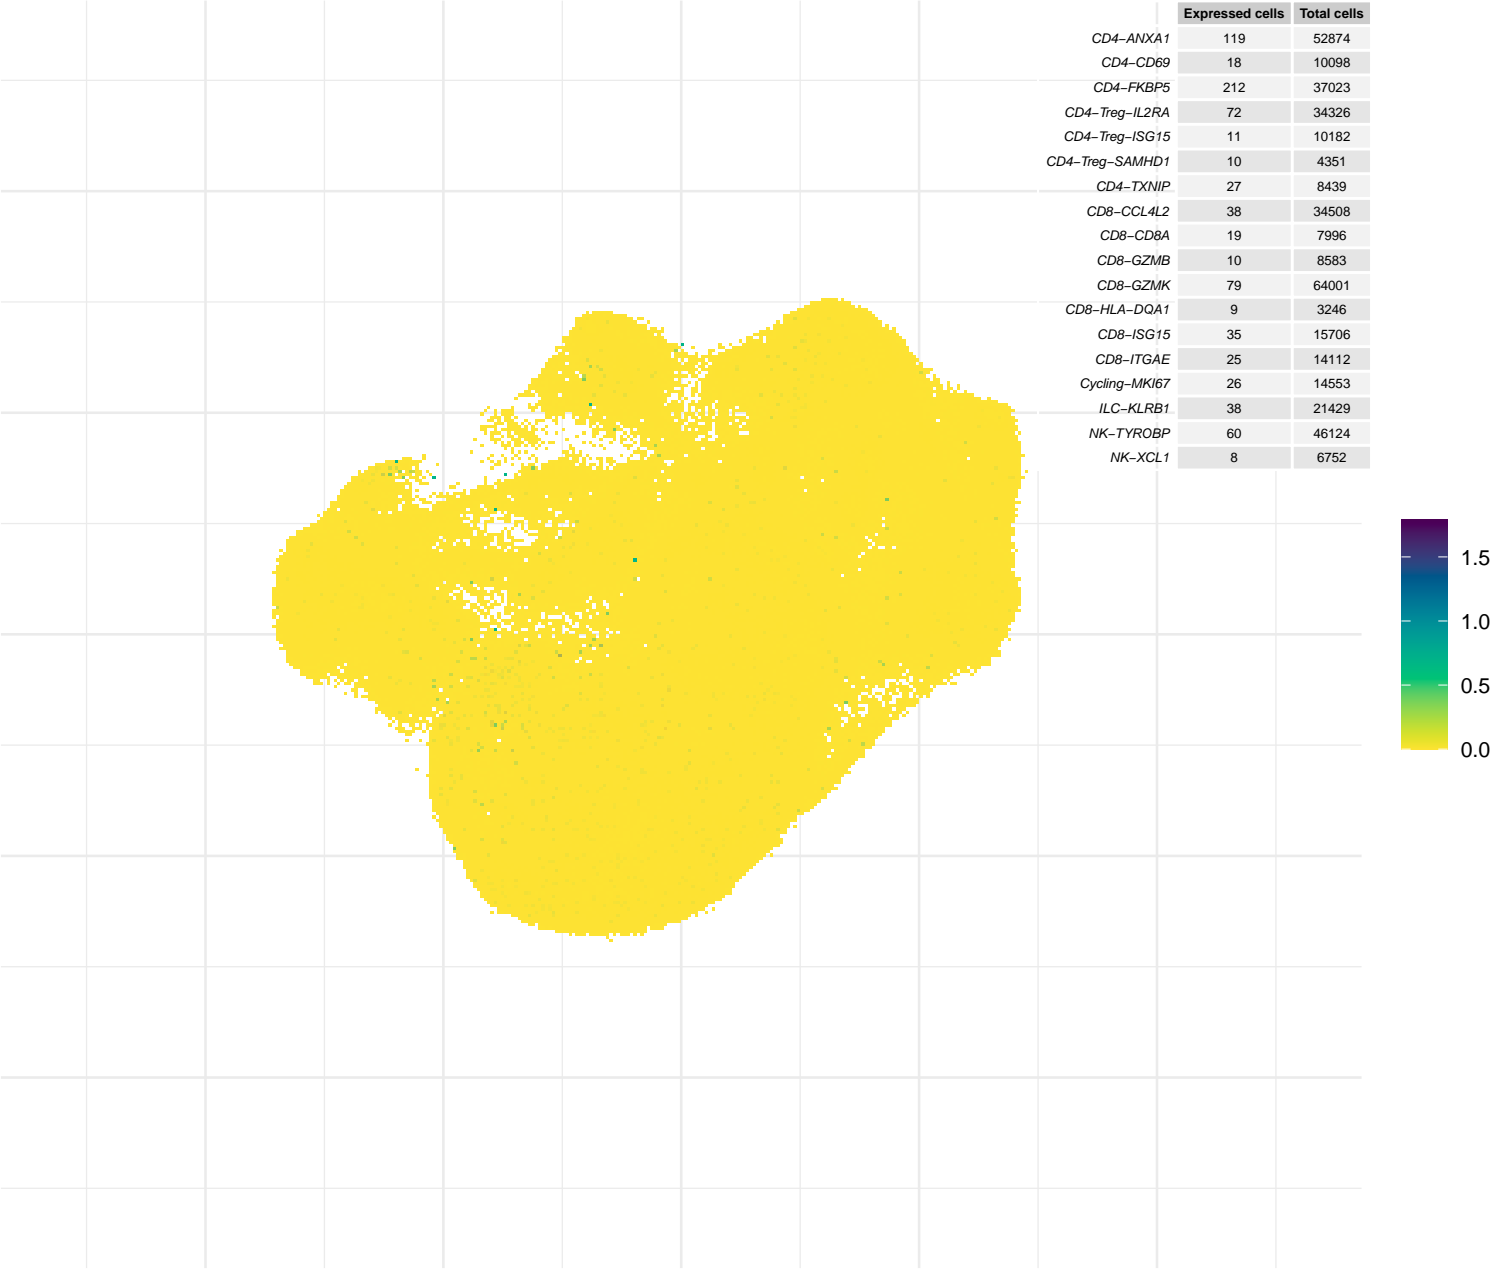 Expressed cells Total cells
CD4−ANXA1 119 52874
CD4−CD69 18 10098
CD4−FKBP5 212 37023
CD4−Treg−IL2RA 72 34326
CD4−Treg−ISG15 11 10182
CD4−Treg−SAMHD1 10 4351
CD4−TXNIP 27 8439
CD8−CCL4L2 38 34508
CD8−CD8A 19 7996
CD8−GZMB 10 8583
CD8−GZMK 79 64001
CD8−HLA−DQA1 9 3246
CD8−ISG15 35 15706
CD8−ITGAE 25 14112
Cycling−MKI67 26 14553
ILC−KLRB1 38 21429
NK−TYROBP 60 46124
NK−XCL1 8 6752
1.5
1.0
0.5
0.0